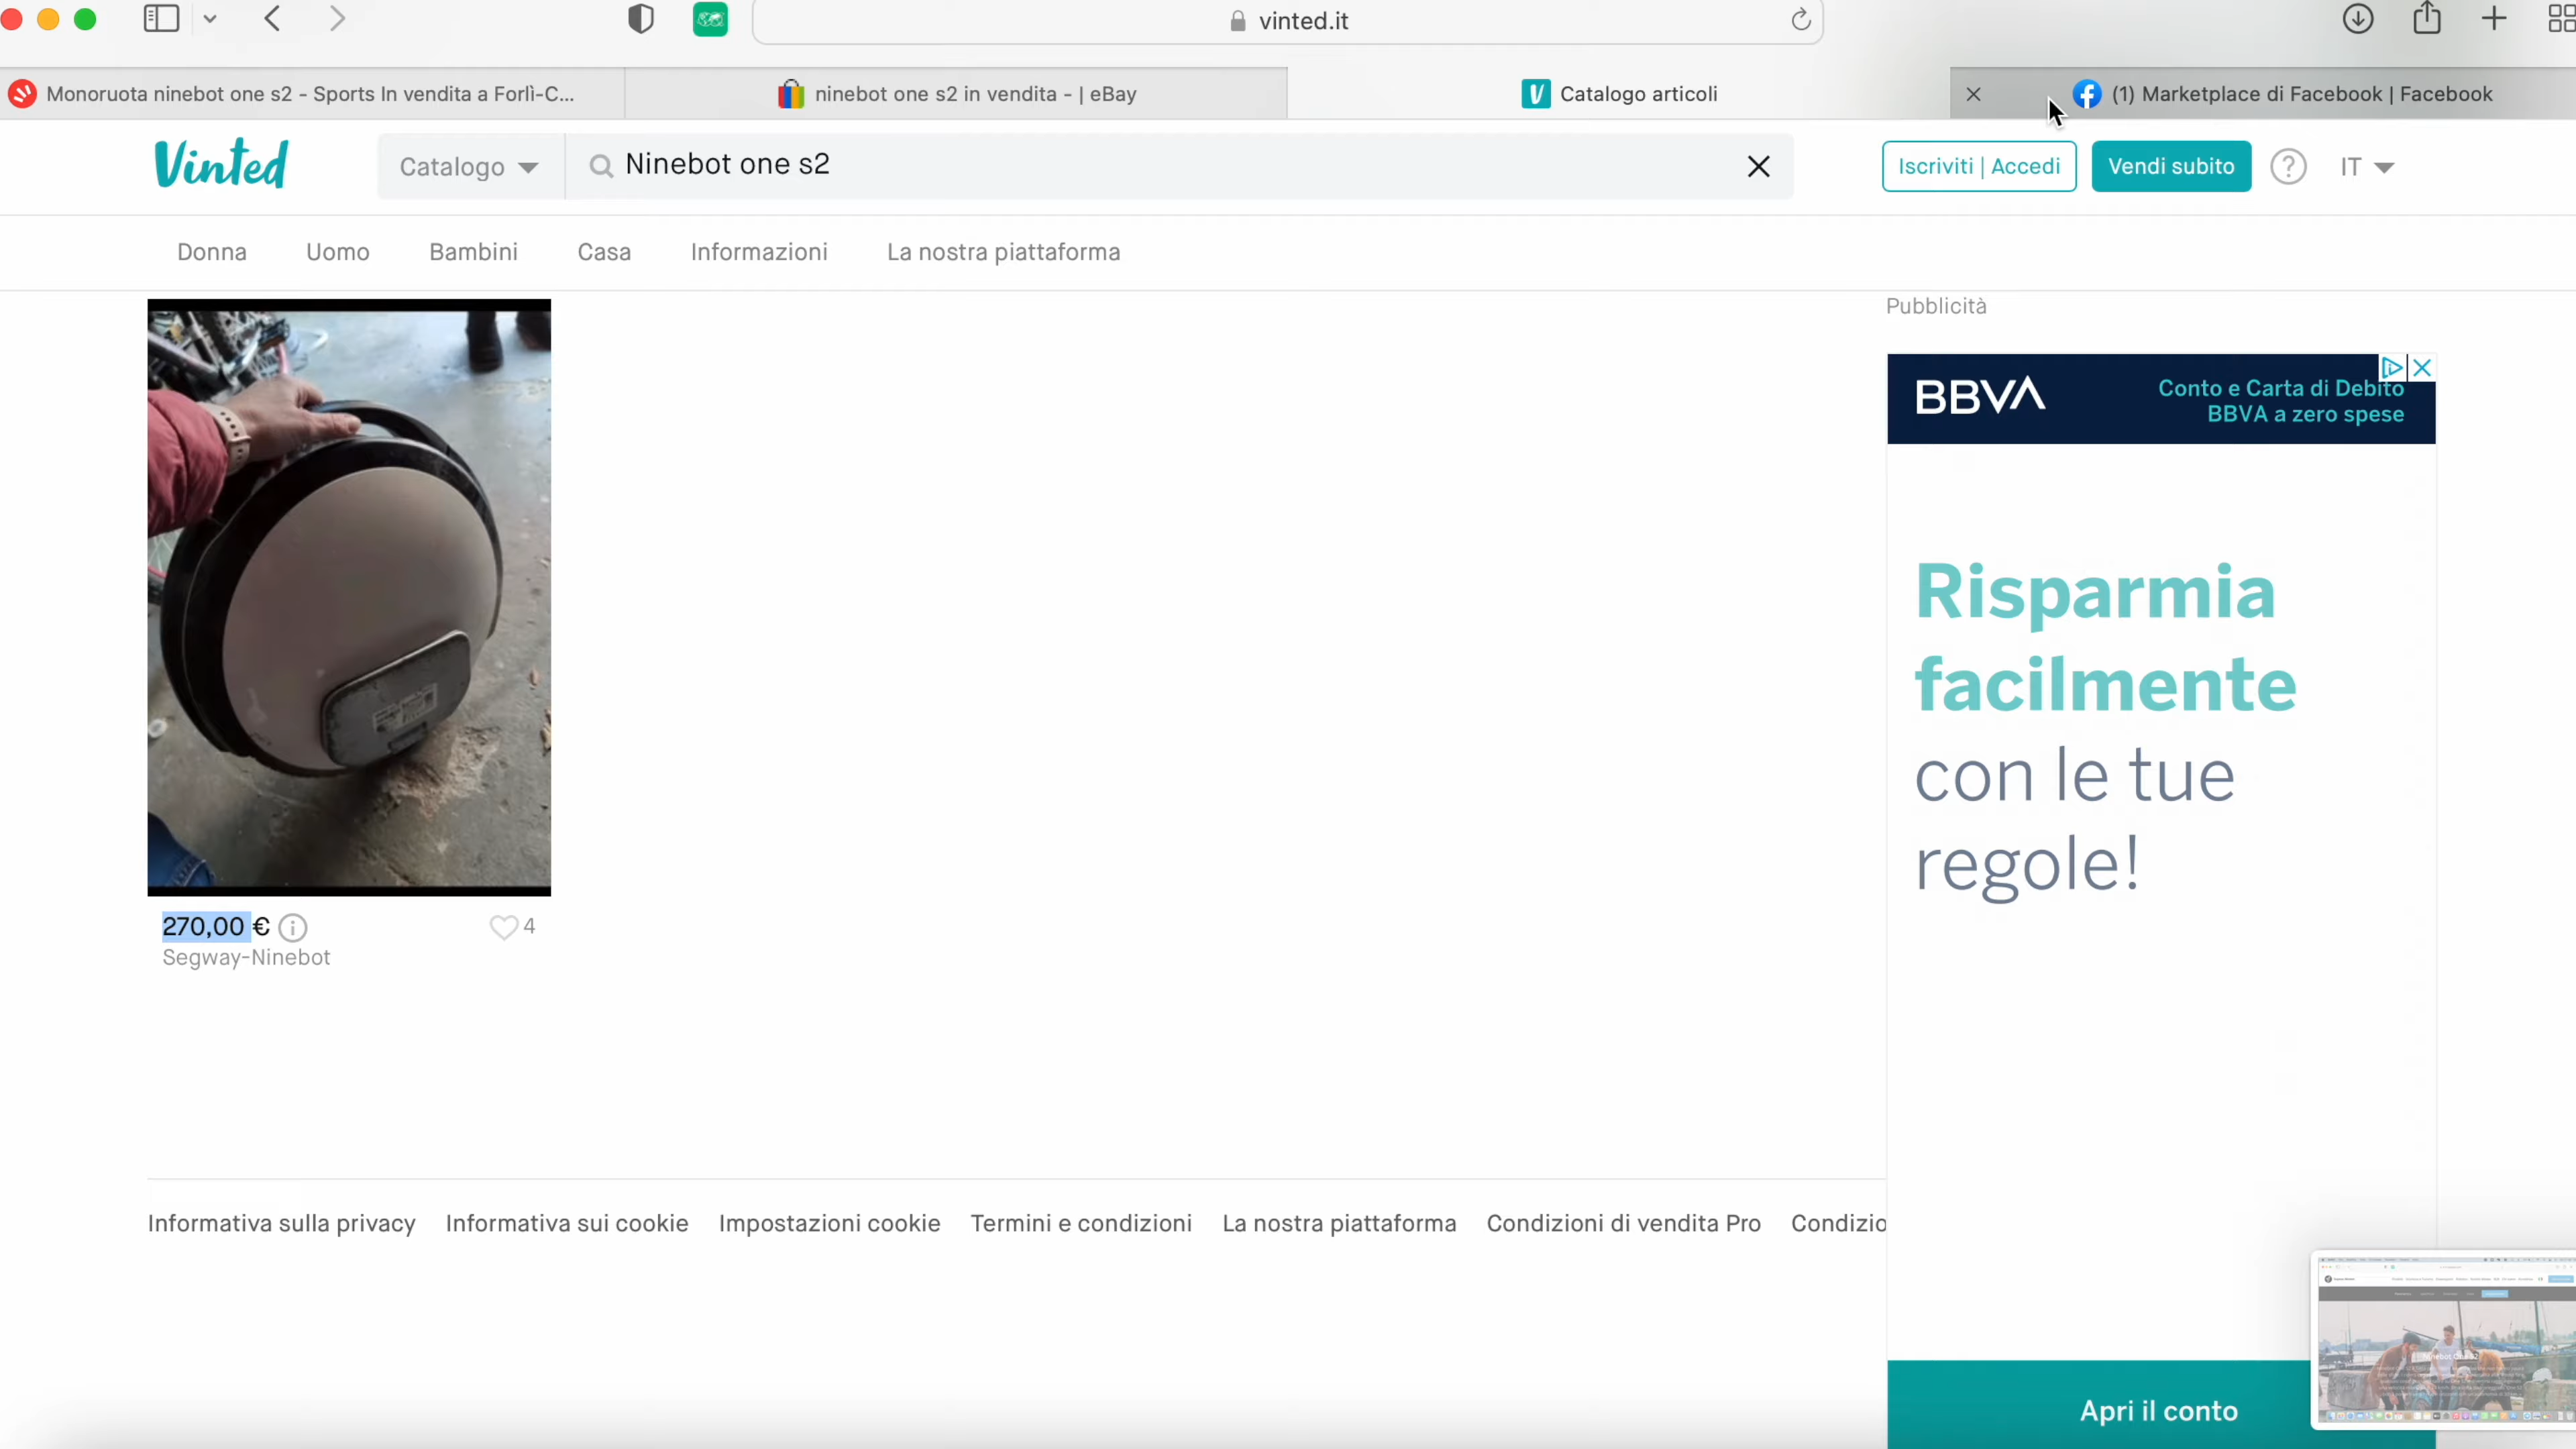 vinted.it
Monoruota ninebot one s2 - Sports In vendita a Forlì-C...
ninebot one s2 in vendita - | eBay
Catalogo articoli
(1) Marketplace di Facebook | Facebook
Vinted
Catalogo
Ninebot one s2
Iscriviti | Accedi
Vendi subito
?
IT
Donna
Uomo
Bambini
Casa
Informazioni
La nostra piattaforma
270,00 €
4
Segway-Ninebot
Pubblicità
BBVA
Conto e Carta di Debito
BBVA a zero spese
Risparmia
facilmente
con le tue
regole!
Apri il conto
Informativa sulla privacy
Informativa sui cookie
Impostazioni cookie
Termini e condizioni
La nostra piattaforma
Condizioni di vendita Pro
Condizio